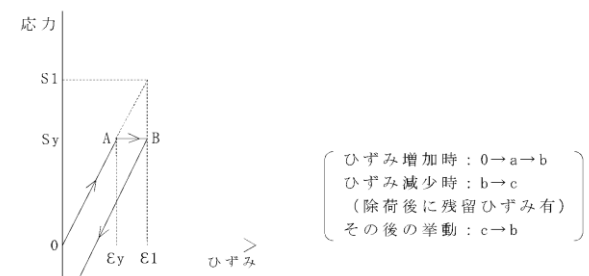 応力
S1
Sy
A
B
0
εy
ε1
ひずみ
ひずみ増加時：0→a→b
ひずみ減少時：b→c
（除荷後に残留ひずみ有）
その後の挙動：c→b